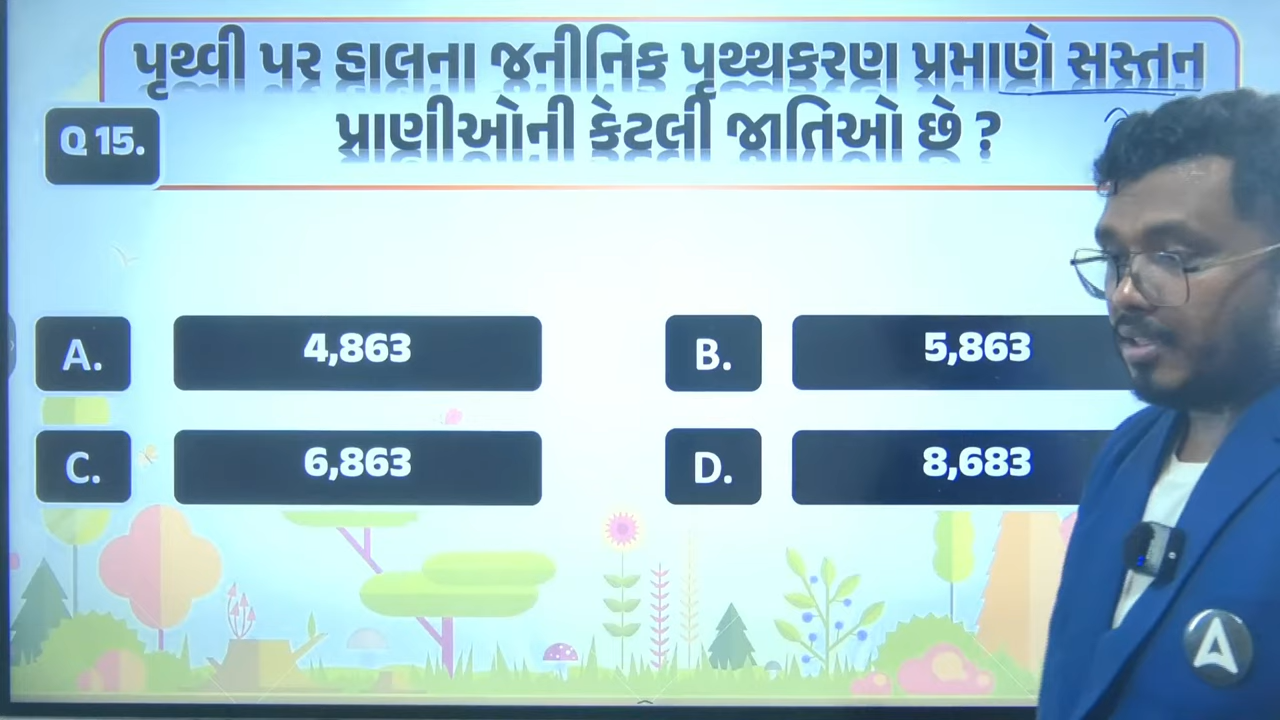 પૃથ્વી પર હાલના જનીનિક પૃથ્થકરણ પ્રમાણે સસ્તન
Q 15.
પ્રાણીઓની કેટલી જાતિઓ છે ?
A.
4,863
B.
5,863
C.
6,863
D.
8,683